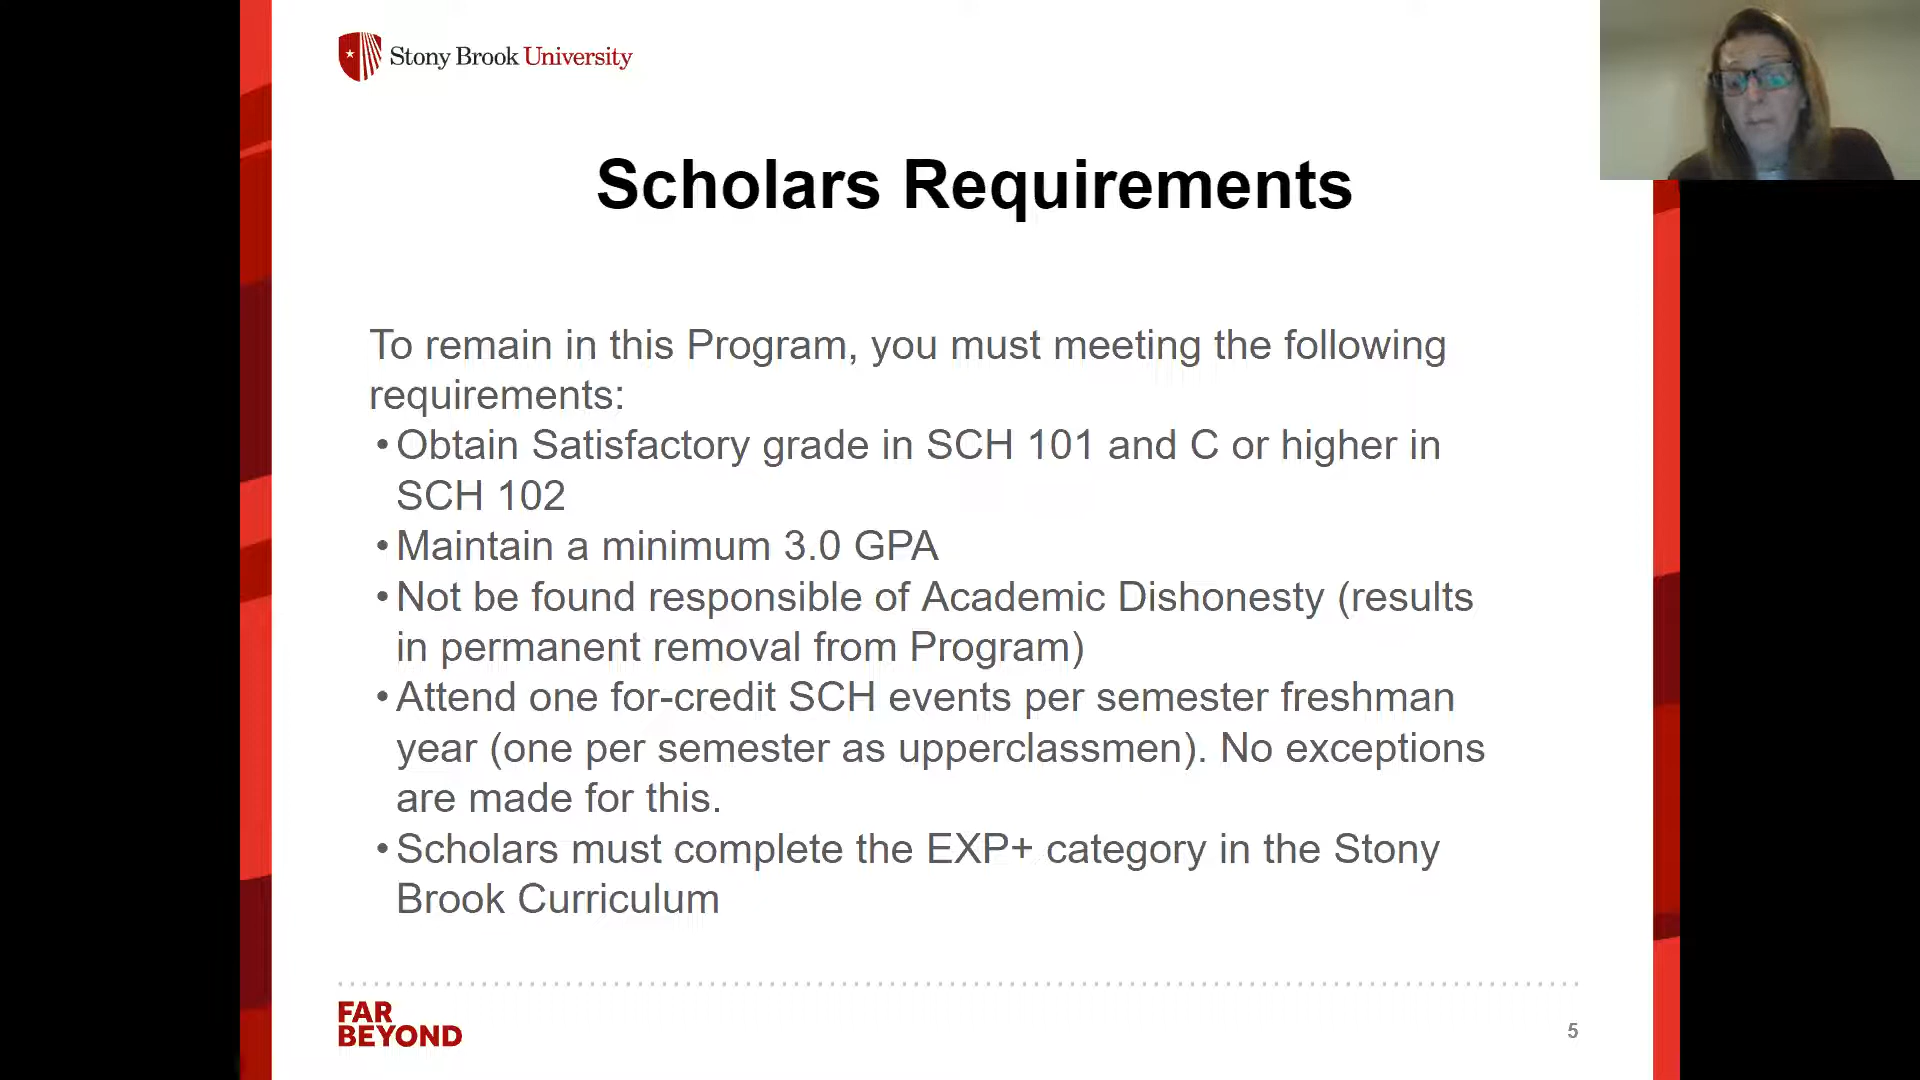 Stony Brook University
Scholars Requirements
To remain in this Program, you must meeting the following
requirements:
•Obtain Satisfactory grade in SCH 101 and C or higher in
SCH 102
•Maintain a minimum 3.0 GPA
•Not be found responsible of Academic Dishonesty (results
in permanent removal from Program)
•Attend one for-credit SCH events per semester freshman
year (one per semester as upperclassmen). No exceptions
are made for this.
•Scholars must complete the EXP+ category in the Stony
Brook Curriculum
FAR
BEYOND
5